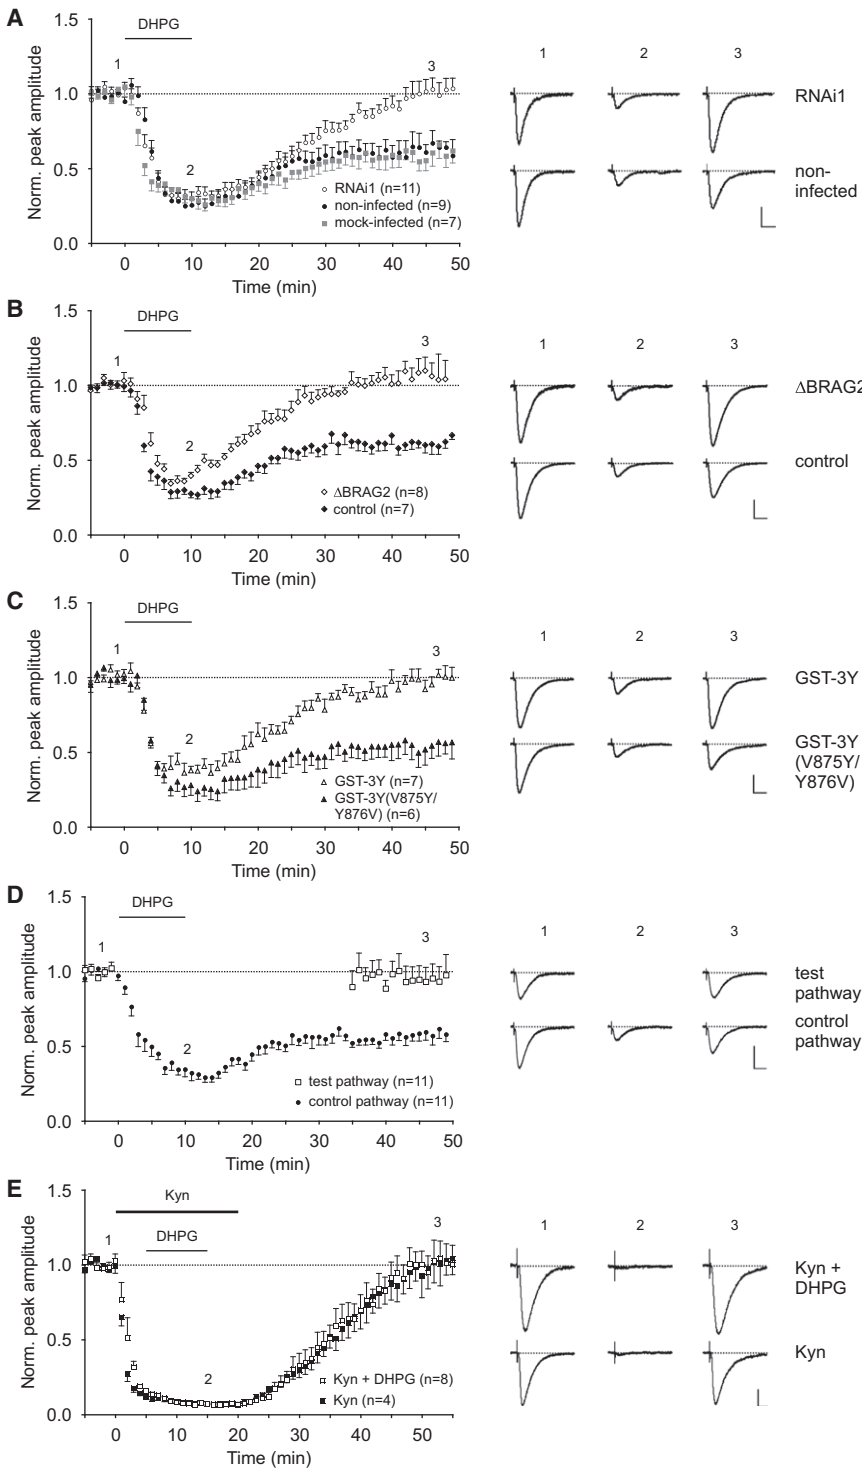 A
1.5
1.0
0.5
0.0
Norm. peak amplitude
DHPG
1
2
3
RNAi1 (n=11)
non-infected (n=9)
mock-infected (n=7)
0
10
20
30
40
50
Time (min)
1
2
3
RNAi1
non-
infected
B
1.5
1.0
0.5
0.0
Norm. peak amplitude
DHPG
1
2
3
ΔBRAG2 (n=8)
control (n=7)
0
10
20
30
40
50
Time (min)
1
2
3
ΔBRAG2
control
C
1.5
1.0
0.5
0.0
Norm. peak amplitude
DHPG
1
2
3
GST-3Y (n=7)
GST-3Y(V875Y/
Y876V) (n=6)
0
10
20
30
40
50
Time (min)
1
2
3
GST-3Y
GST-3Y
(V875Y/
Y876V)
D
1.5
1.0
0.5
0.0
Norm. peak amplitude
DHPG
1
2
3
test pathway (n=11)
control pathway (n=11)
0
10
20
30
40
50
Time (min)
1
2
3
test
pathway
control
pathway
E
1.5
1.0
0.5
0.0
Norm. peak amplitude
Kyn
DHPG
1
2
3
Kyn + DHPG (n=8)
Kyn (n=4)
0
10
20
30
40
50
Time (min)
1
2
3
Kyn +
DHPG
Kyn